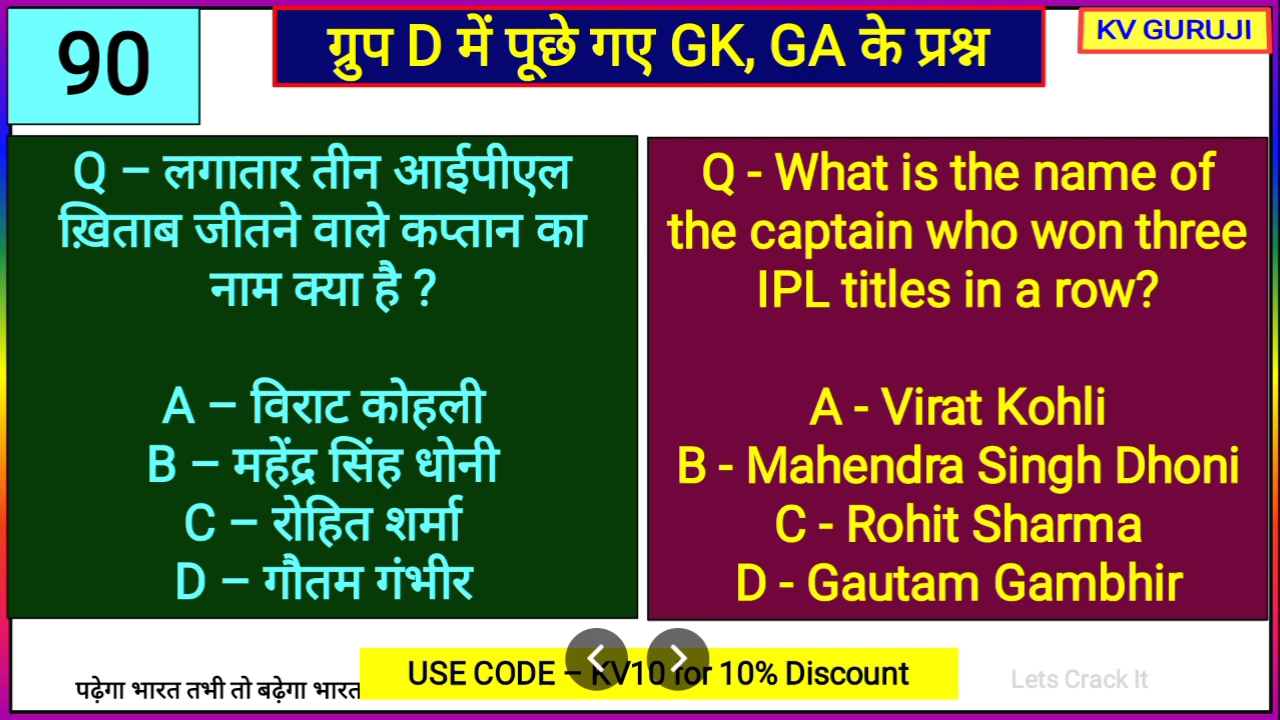 90
ग्रुप D में पूछे गए GK, GA के प्रश्न
KV GURUJI
Q – लगातार तीन आईपीएल
ख़िताब जीतने वाले कप्तान का
नाम क्या है ?
A – विराट कोहली
B – महेंद्र सिंह धोनी
C – रोहित शर्मा
D – गौतम गंभीर
Q - What is the name of
the captain who won three
IPL titles in a row?
A - Virat Kohli
B - Mahendra Singh Dhoni
C - Rohit Sharma
D - Gautam Gambhir
पढ़ेगा भारत तभी तो बढ़ेगा भारत
USE CODE – KV10 for 10% Discount
Lets Crack It